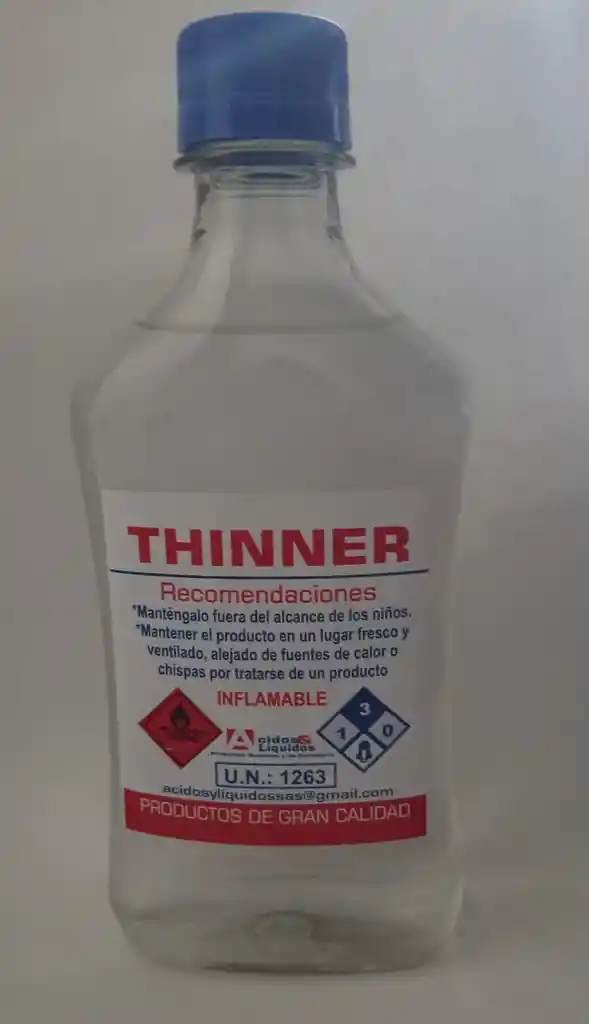 THINNER
Recomendaciones
*Manténgalo fuera del alcance de los niños.
*Mantener el producto en un lugar fresco y
ventilado, alejado de fuentes de calor o
chispas por tratarse de un producto
INFLAMABLE
3
1 0
Acidos&
Liquidos
U.N.: 1263
acidosyliquidossas@gmail.com
PRODUCTOS DE GRAN CALIDAD